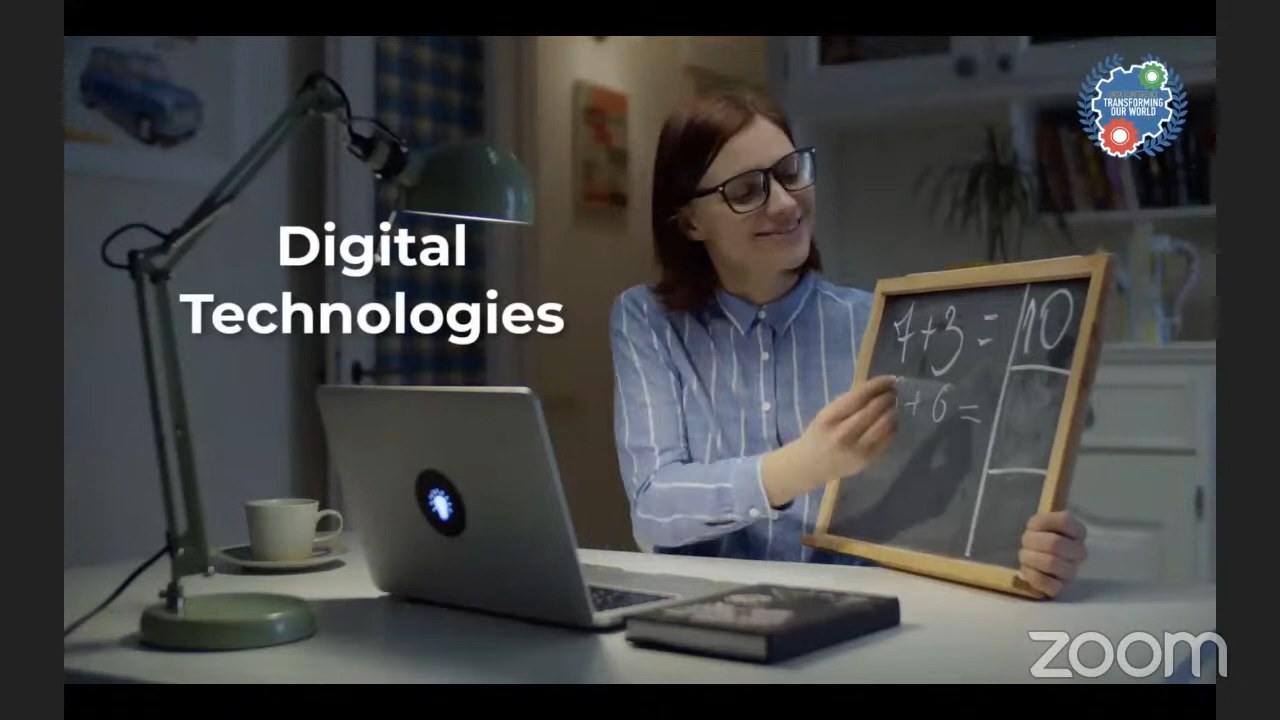 TRANSFORMING
OUR WORLD
Digital
Technologies
7+3=
10
+6=
zoom